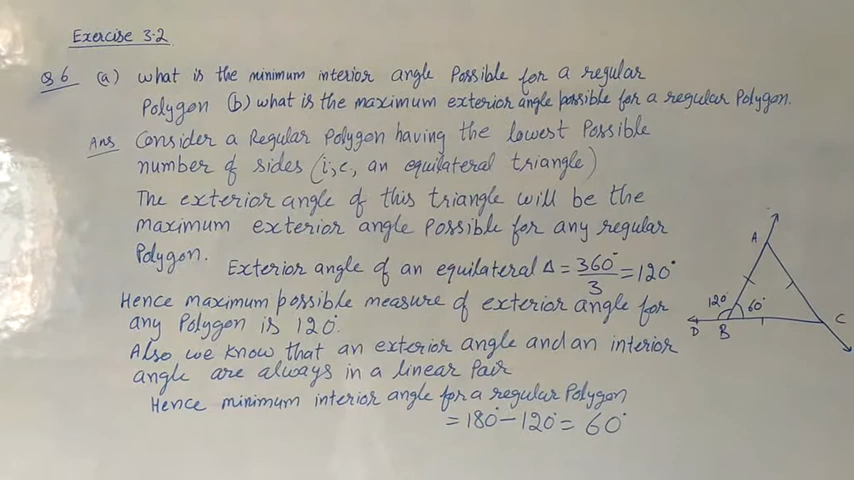 Exercise 3.2
Q 6 (a) what is the minimum interior angle Possible for a regular
Polygon (b) what is the maximum exterior angle possible for a regular Polygon.
Ans Consider a Regular Polygon having the lowest Possible
number of sides (i;e, an equilateral triangle)
The exterior angle of this triangle will be the
maximum exterior angle Possible for any regular
Polygon.
Exterior angle of an equilateral Δ = 360°/3 = 120°
Hence maximum possible measure of exterior angle for
any Polygon is 120°.
Also we know that an exterior angle and an interior
angle are always in a linear Pair
Hence minimum interior angle for a regular Polygon
= 180° - 120° = 60°
A
120° 60°
D B C